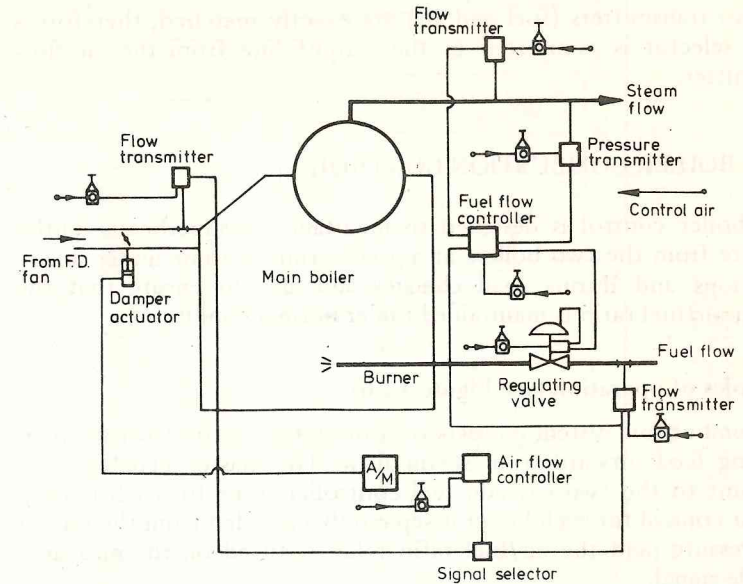 Flow
transmitter
Steam
flow
Flow
transmitter
Pressure
transmitter
Fuel flow
controller
Control air
From F.D.
fan
Main boiler
Damper
actuator
Fuel flow
Burner
Regulating
valve
Flow
transmitter
A/M
Air flow
controller
Signal selector